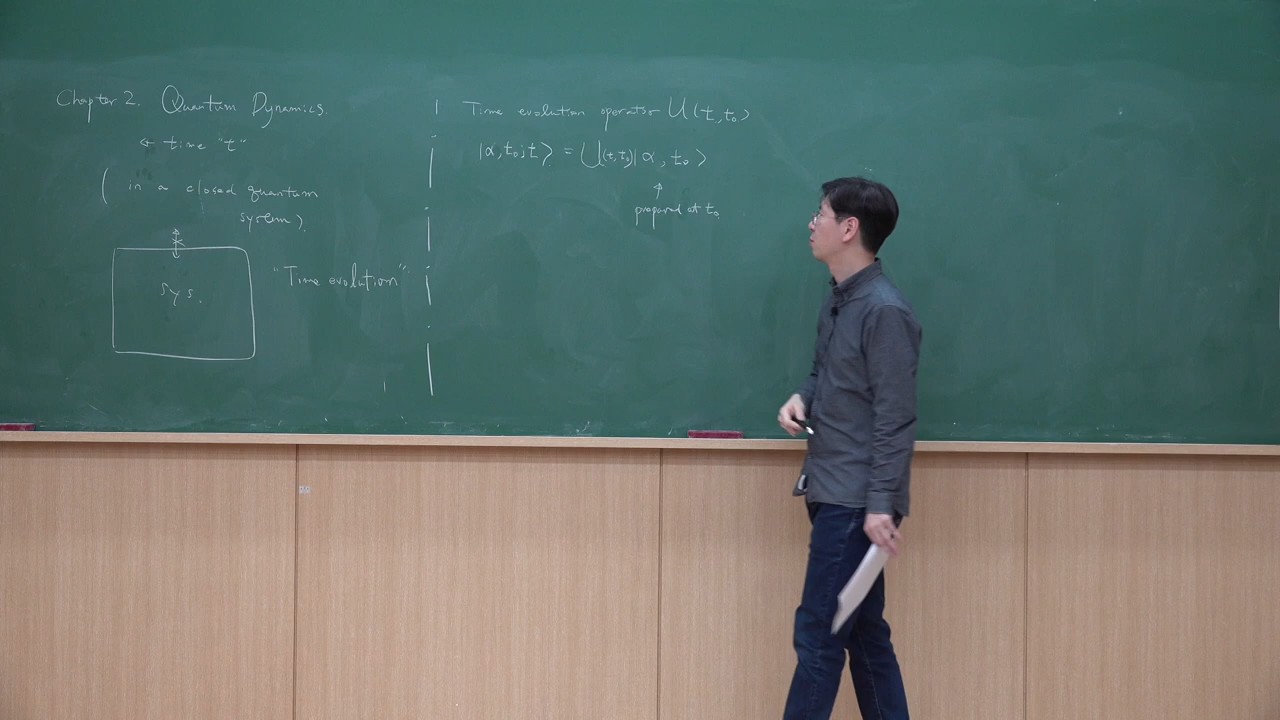 Chapter 2. Quantum Dynamics.
← time "t"
( in a closed quantum
system ).
sys.
"Time evolution"
Time evolution operator U(t,t₀)
|α,t₀;t⟩ = U(t,t₀)|α,t₀⟩
↑
prepared at t₀